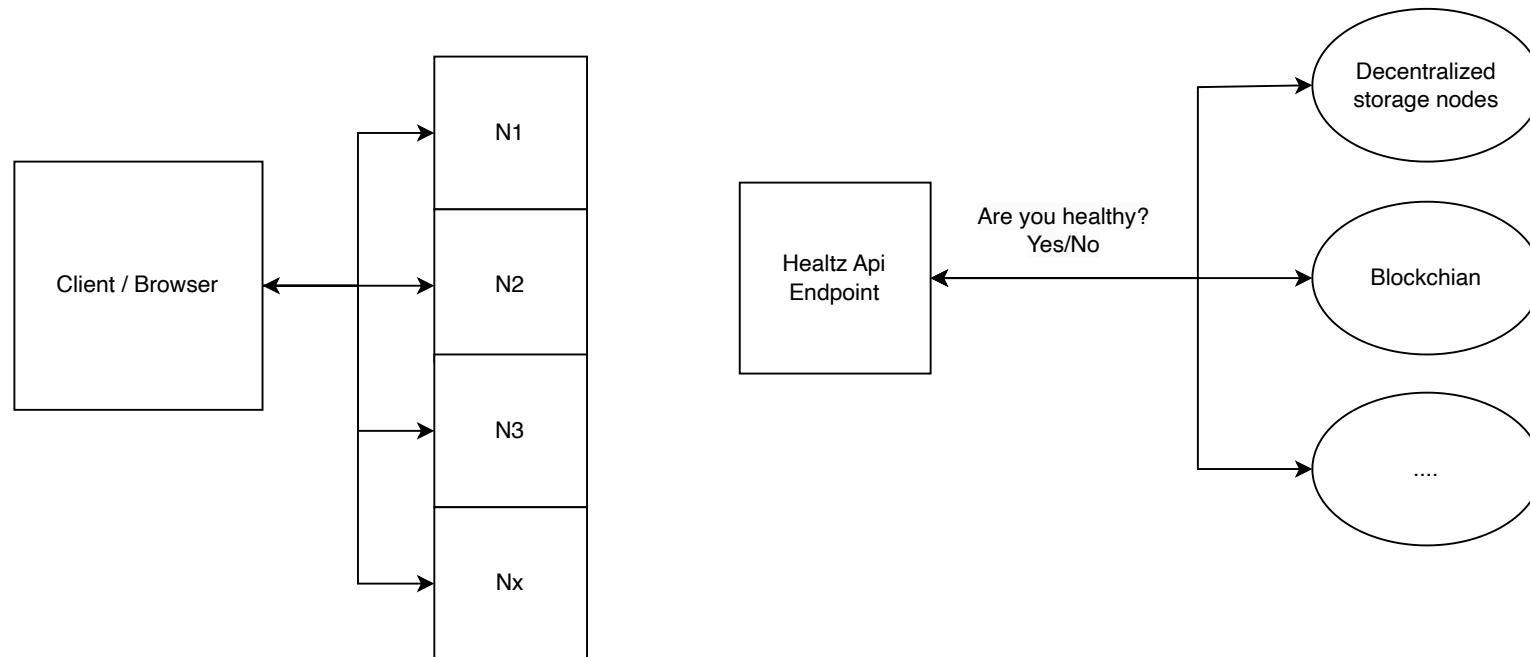 Client / Browser
N1
N2
N3
Nx
Healtz Api
Endpoint
Are you healthy?
Yes/No
Decentralized
storage nodes
Blockchian
....